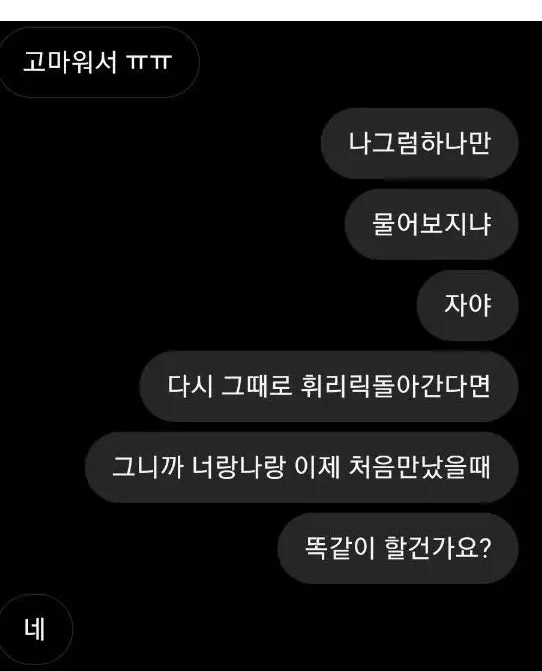 고마워서 ㅠㅠ
나그럼하나만
물어보지냐
자야
다시 그때로 휘리릭돌아간다면
그니까 너랑나랑 이제 처음만났을때
똑같이 할건가요?
네